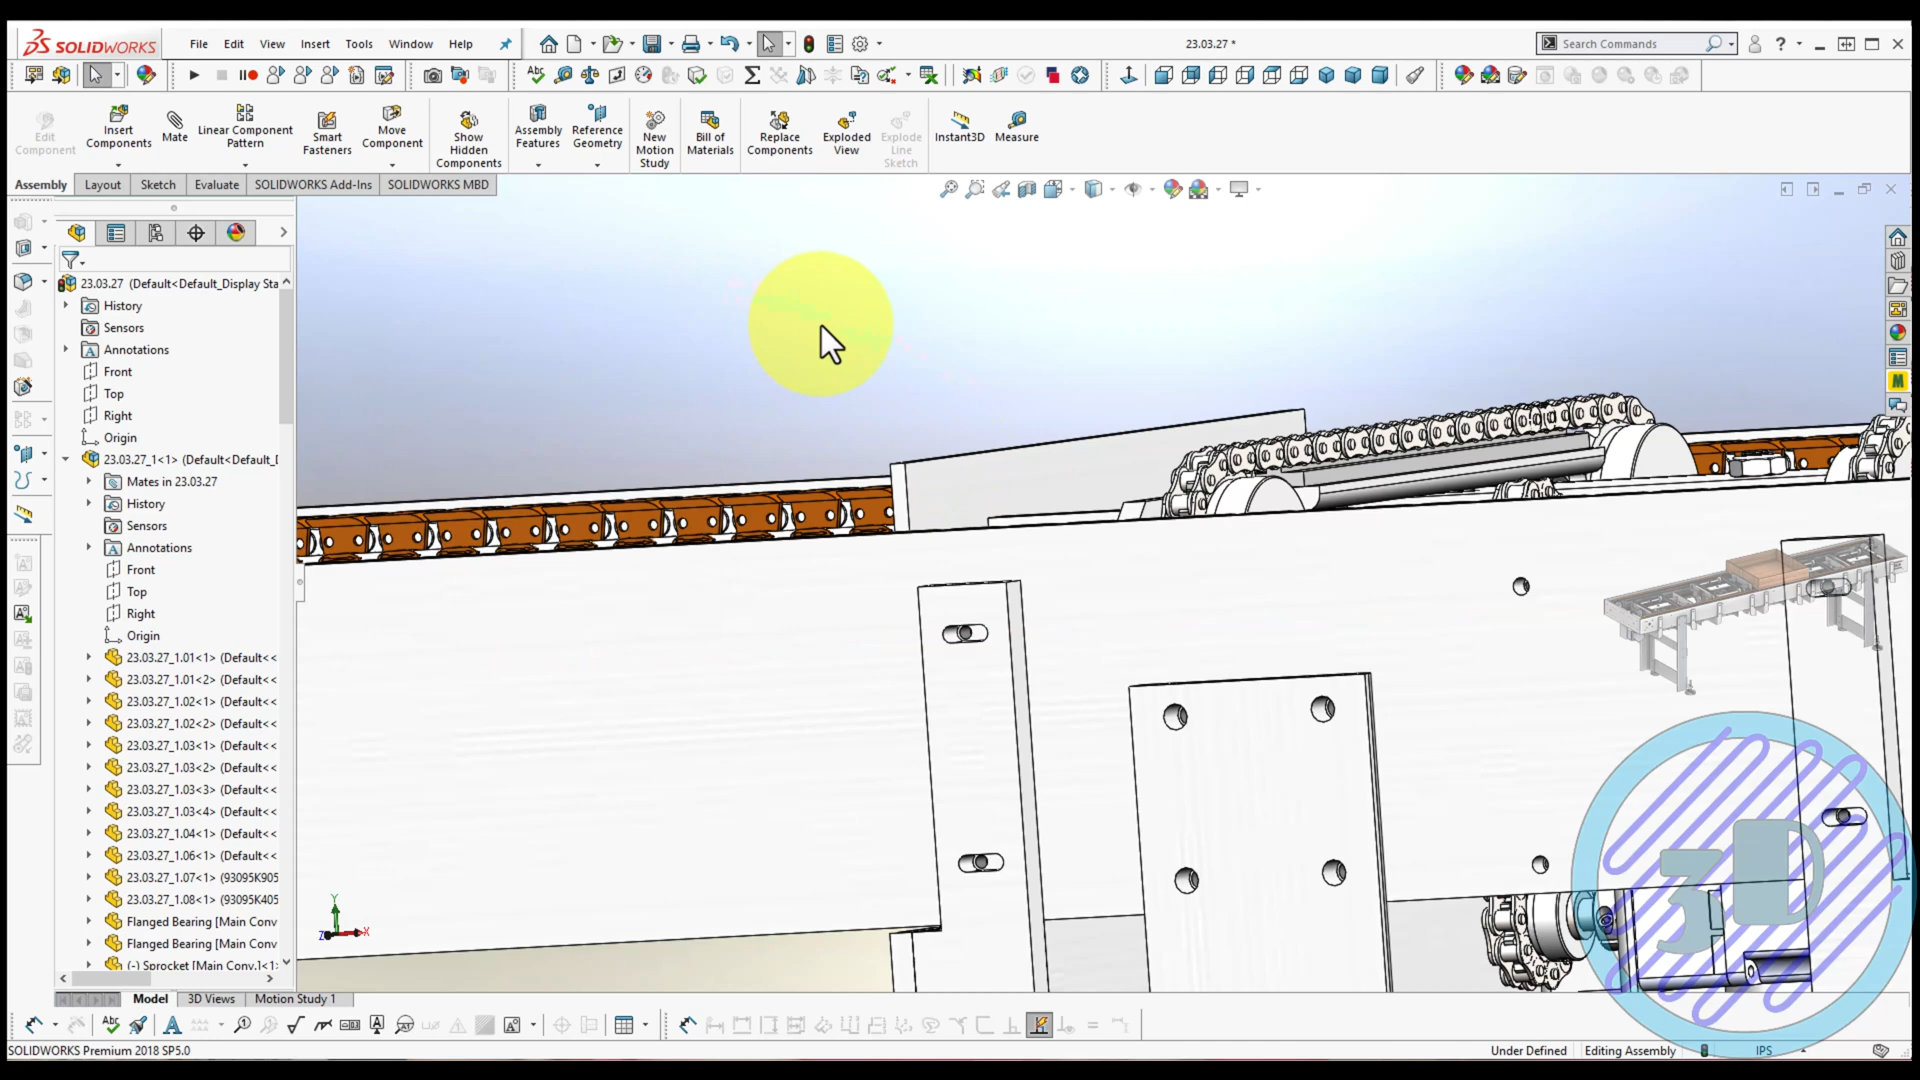 SOLIDWORKS
File Edit View Insert Tools Window Help
23.03.27 *
Search Commands
Edit Component
Insert Components
Mate
Linear Component Pattern
Smart Fasteners
Move Component
Show Hidden Components
Assembly Features
Reference Geometry
New Motion Study
Bill of Materials
Replace Components
Exploded View
Explode Line Sketch
Instant3D
Measure
Assembly Layout Sketch Evaluate SOLIDWORKS Add-Ins SOLIDWORKS MBD
23.03.27 (Default<Default_Display Sta
History
Sensors
Annotations
Front
Top
Right
Origin
23.03.27_1<1> (Default<Default_I
Mates in 23.03.27
History
Sensors
Annotations
Front
Top
Right
Origin
23.03.27_1.01<1> (Default<<
23.03.27_1.01<2> (Default<<
23.03.27_1.02<1> (Default<<
23.03.27_1.02<2> (Default<<
23.03.27_1.03<1> (Default<<
23.03.27_1.03<2> (Default<<
23.03.27_1.03<3> (Default<<
23.03.27_1.03<4> (Default<<
23.03.27_1.04<1> (Default<<
23.03.27_1.06<1> (Default<<
23.03.27_1.07<1> (93095K905
23.03.27_1.08<1> (93095K405
Flanged Bearing [Main Conv
Flanged Bearing [Main Conv
(-) Sprocket [Main Conv.]<1>
Y
Z X
3D
Model 3D Views Motion Study 1
SOLIDWORKS Premium 2018 SP5.0
Under Defined Editing Assembly IPS